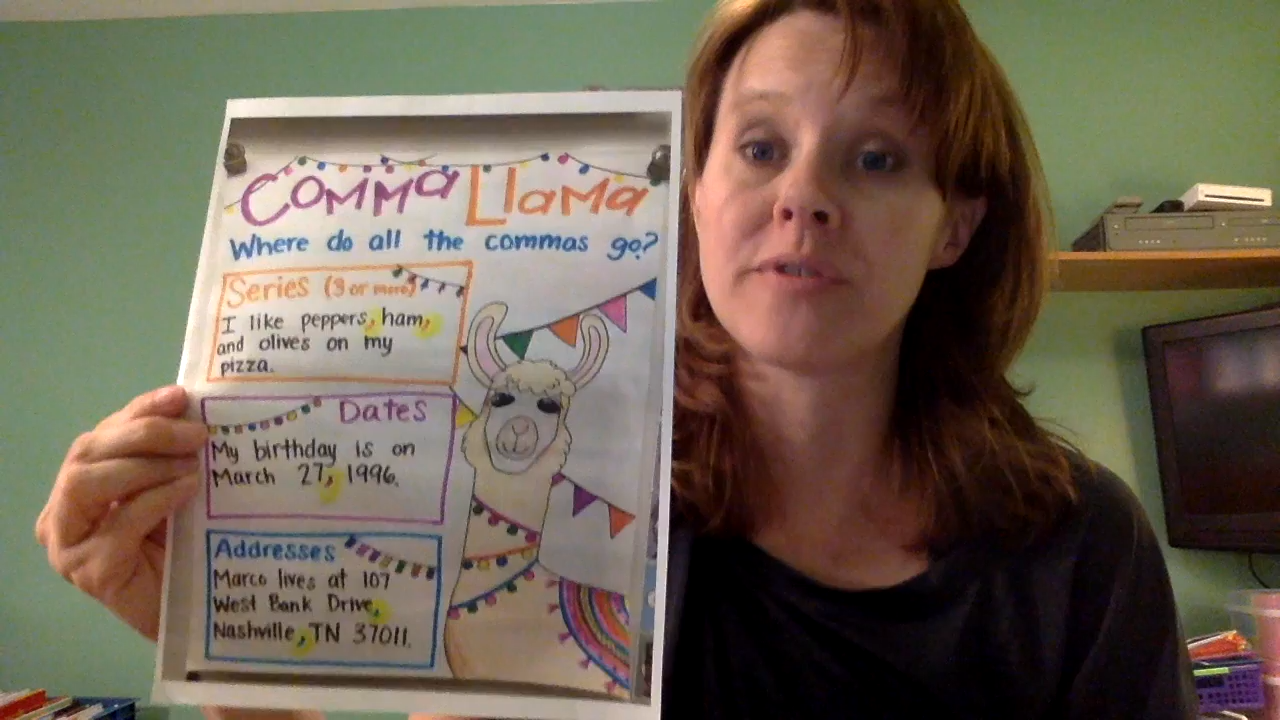 Comma Llama
Where do all the commas go?
Series (3 or more)
I like peppers, ham,
and olives on my
pizza.
Dates
My birthday is on
March 27, 1996.
Addresses
Marco lives at 107
West Bank Drive,
Nashville, TN 37011.